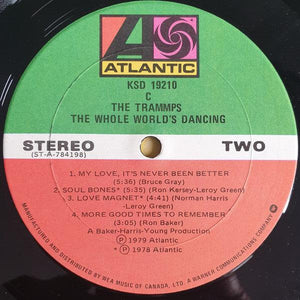 ATLANTIC
KSD 19210
C
THE TRAMMPS
THE WHOLE WORLD'S DANCING
STEREO TWO
(ST-A-784198)
1. MY LOVE, IT'S NEVER BEEN BETTER
(5:36) (Bruce Gray)
2. SOUL BONES* (5:35) (Ron Kersey-Leroy Green)
3. LOVE MAGNET* (4:41) (Norman Harris
-Leroy Green)
4. MORE GOOD TIMES TO REMEMBER*
(3:05) (Ron Baker)
A Baker-Harris-Young Production
℗ 1979 Atlantic
*℗ 1978 Atlantic
MANUFACTURED AND DISTRIBUTED BY WEA MUSIC OF CANADA, LTD. A WARNER COMMUNICATIONS COMPANY